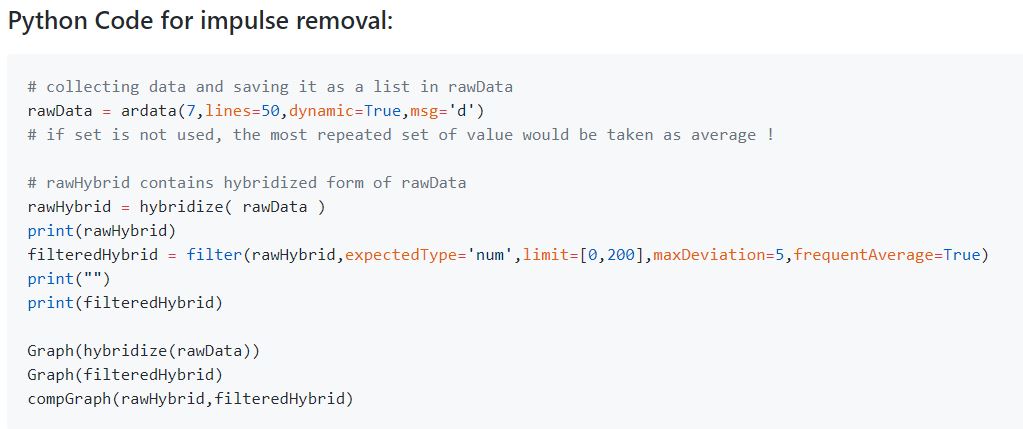 Python Code for impulse removal:
# collecting data and saving it as a list in rawData
rawData = ardata(7,lines=50,dynamic=True,msg='d')
# if set is not used, the most repeated set of value would be taken as average !
# rawHybrid contains hybridized form of rawData
rawHybrid = hybridize( rawData )
print(rawHybrid)
filteredHybrid = filter(rawHybrid,expectedType='num',limit=[0,200],maxDeviation=5,frequentAverage=True)
print("")
print(filteredHybrid)
Graph(hybridize(rawData))
Graph(filteredHybrid)
compGraph(rawHybrid,filteredHybrid)